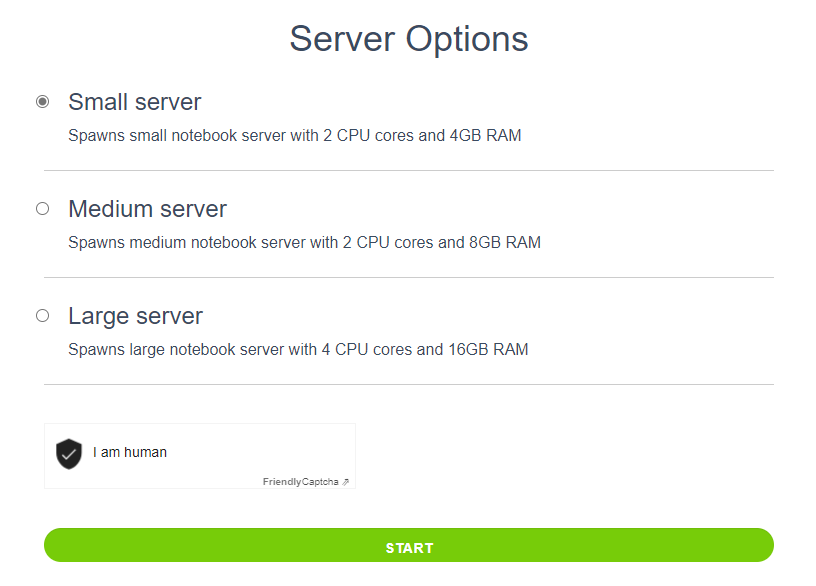 Server Options
Small server
Spawns small notebook server with 2 CPU cores and 4GB RAM
Medium server
Spawns medium notebook server with 2 CPU cores and 8GB RAM
Large server
Spawns large notebook server with 4 CPU cores and 16GB RAM
I am human
FriendlyCaptcha ⇗
START